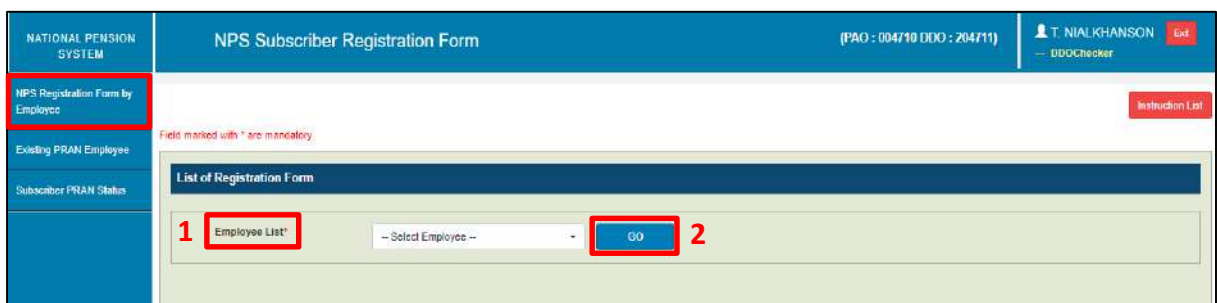 NATIONAL PENSION
SYSTEM
NPS Subscriber Registration Form
(PAO : 004710 DDO : 204711)
T. NIALKHANSON
Exit
— DDOChecker
NPS Registration Form by
Employee
Instruction List
Field marked with * are mandatory
Existing PRAN Employee
List of Registration Form
Subscriber PRAN Status
1
Employee List*
-- Select Employee --
GO
2